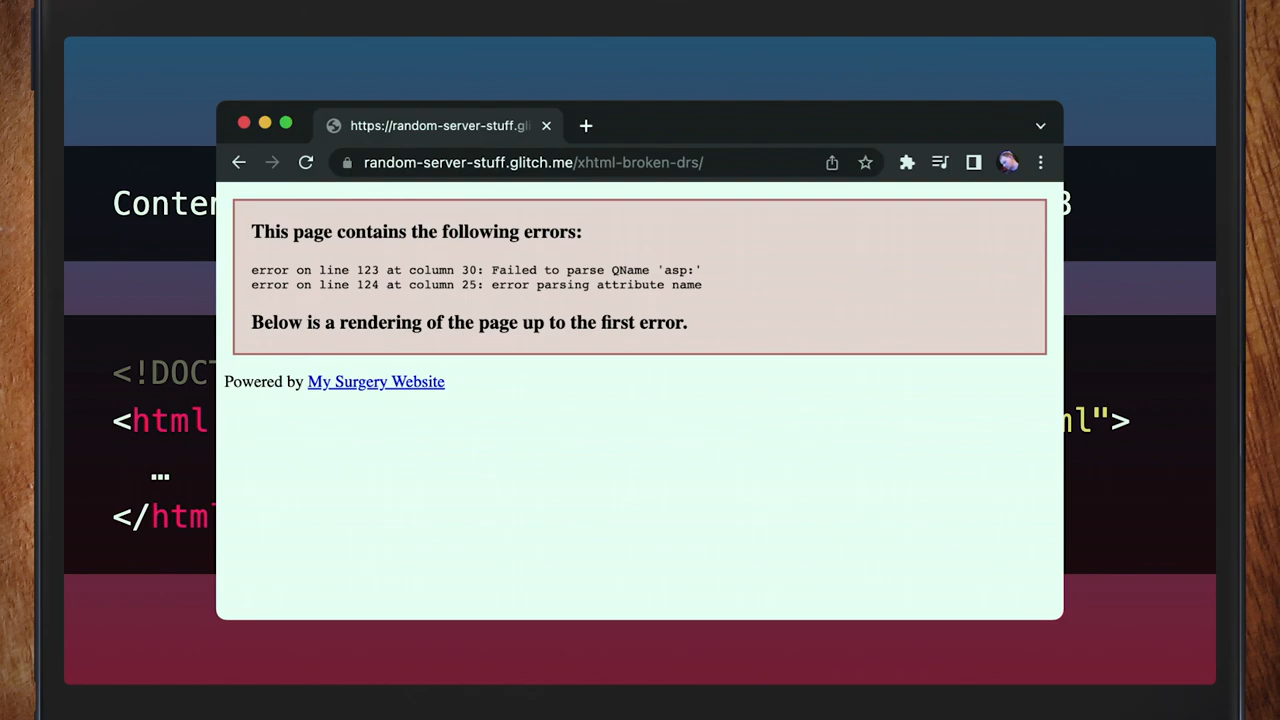 https://random-server-stuff.gli
random-server-stuff.glitch.me/xhtml-broken-drs/
Conten
This page contains the following errors:
error on line 123 at column 30: Failed to parse QName 'asp:'
error on line 124 at column 25: error parsing attribute name
Below is a rendering of the page up to the first error.
<!DOCT
Powered by My Surgery Website
<html ml">
…
</html